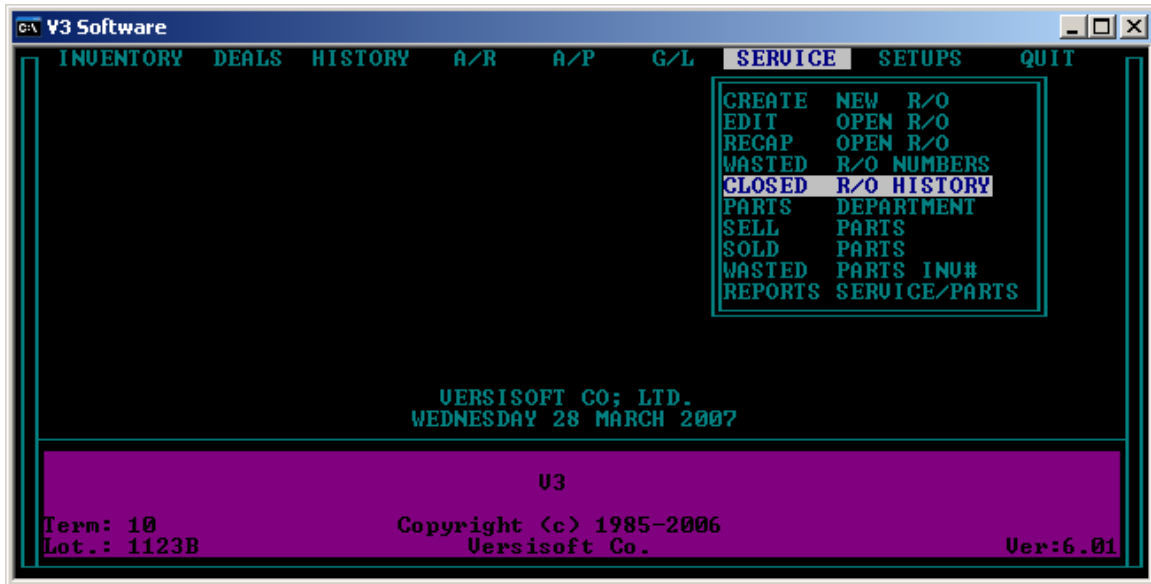 V3 Software
INVENTORY DEALS HISTORY A/R A/P G/L SERVICE SETUPS QUIT
CREATE NEW R/O
EDIT OPEN R/O
RECAP OPEN R/O
WASTED R/O NUMBERS
CLOSED R/O HISTORY
PARTS DEPARTMENT
SELL PARTS
SOLD PARTS
WASTED PARTS INV#
REPORTS SERVICE/PARTS
VERSISOFT CO; LTD.
WEDNESDAY 28 MARCH 2007
V3
Term: 10 Copyright (c) 1985-2006
Lot.: 1123B Versisoft Co. Ver:6.01